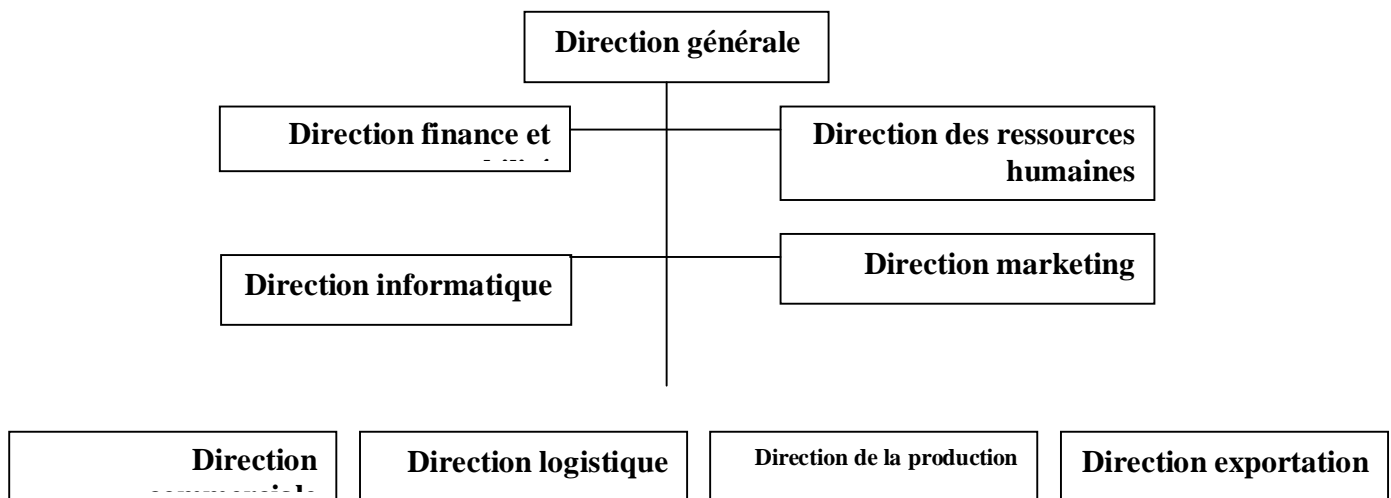 Direction générale
Direction finance et
Direction des ressources
humaines
Direction informatique
Direction marketing
Direction
Direction logistique
Direction de la production
Direction exportation